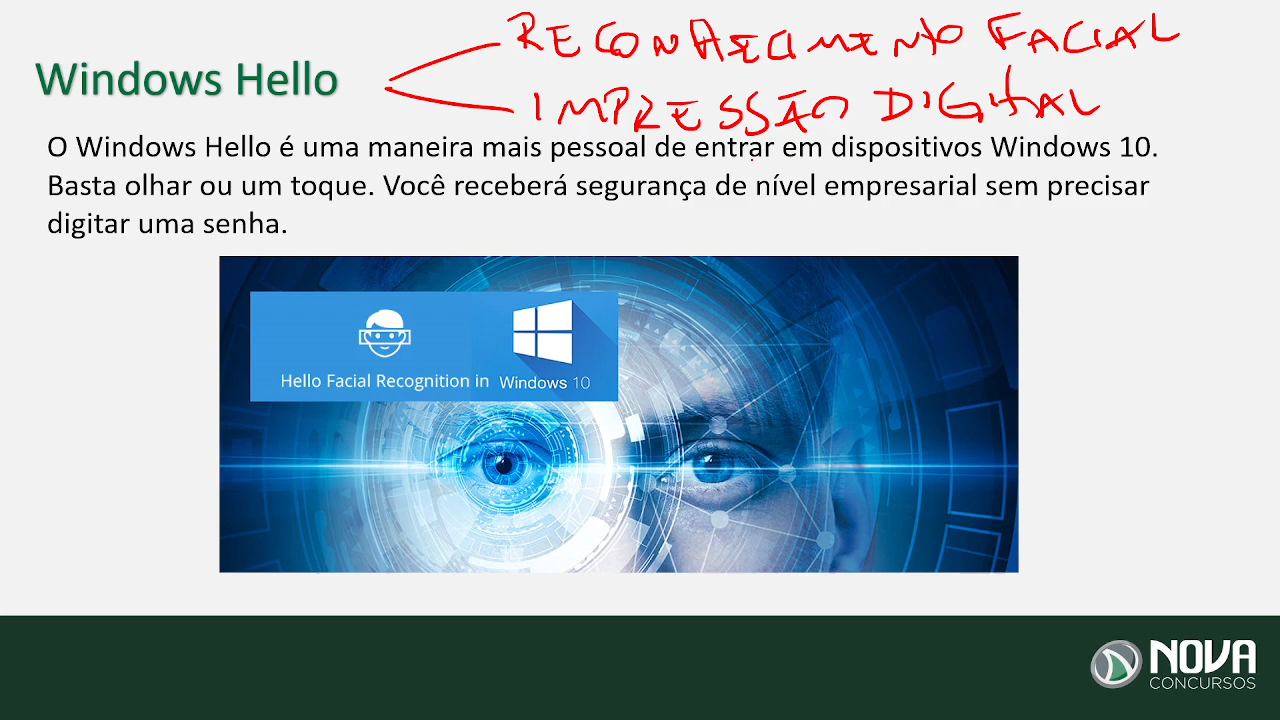 RECONHECIMENTO FACIAL
Windows Hello
IMPRESSÃO DIGITAL
O Windows Hello é uma maneira mais pessoal de entrar em dispositivos Windows 10.
Basta olhar ou um toque. Você receberá segurança de nível empresarial sem precisar
digitar uma senha.
Hello Facial Recognition in Windows 10
NOVA
CONCURSOS